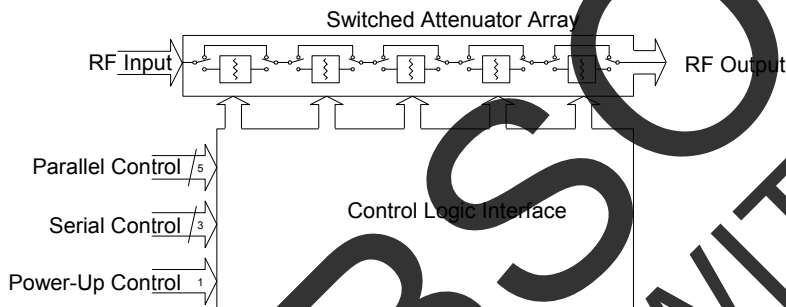 Switched Attenuator Array
RF Input
RF Output
Parallel Control 5
Control Logic Interface
Serial Control 3
Power-Up Control 1